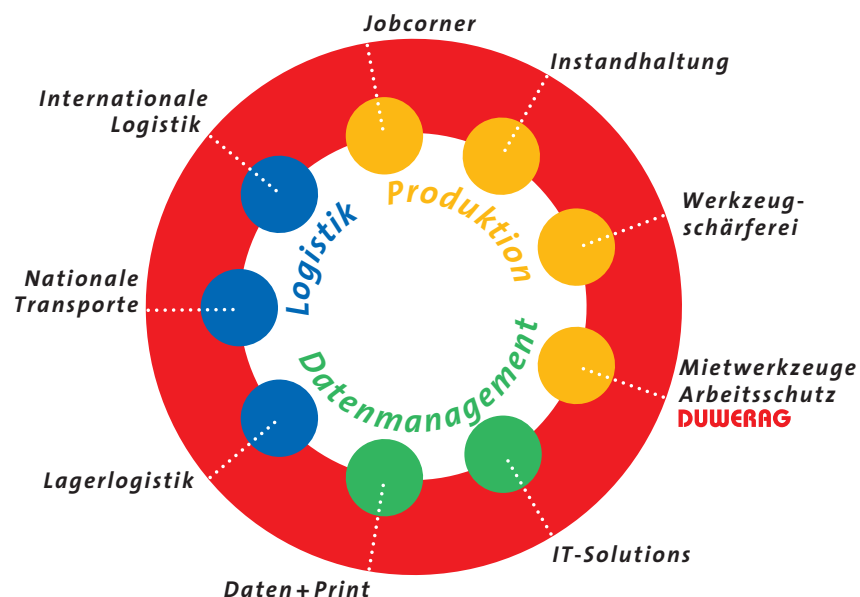 Jobcorner
Instandhaltung
Internationale
Logistik
Werkzeug-
schärferei
Produktion
Logistik
Nationale
Transporte
Datenmanagement
Mietwerkzeuge
Arbeitsschutz
DUWERAG
Lagerlogistik
IT-Solutions
Daten+Print